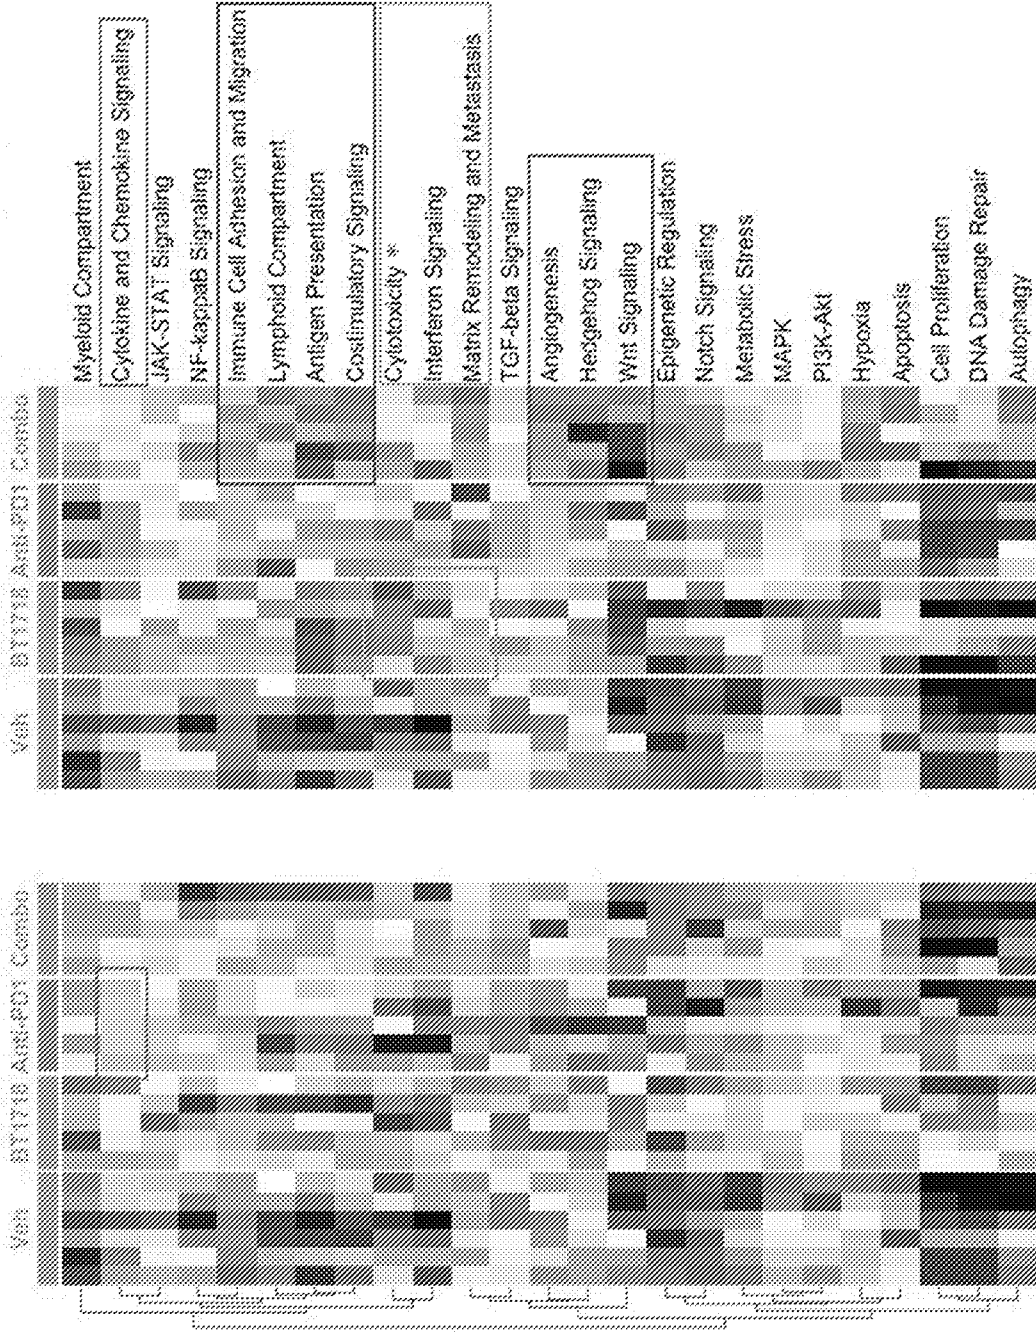 Veh BT1718 Anti-PD1 Combo
Veh BT1718 Anti-PD1 Combo
Myeloid Compartment
Cytokine and Chemokine Signaling
JAK-STAT Signaling
NF-kappaB Signaling
Immune Cell Adhesion and Migration
Lymphoid Compartment
Antigen Presentation
Costimulatory Signaling
Cytotoxicity *
Interferon Signaling
Matrix Remodeling and Metastasis
TGF-beta Signaling
Angiogenesis
Hedgehog Signaling
Wnt Signaling
Epigenetic Regulation
Notch Signaling
Metabolic Stress
MAPK
PI3K-Akt
Hypoxia
Apoptosis
Cell Proliferation
DNA Damage Repair
Autophagy